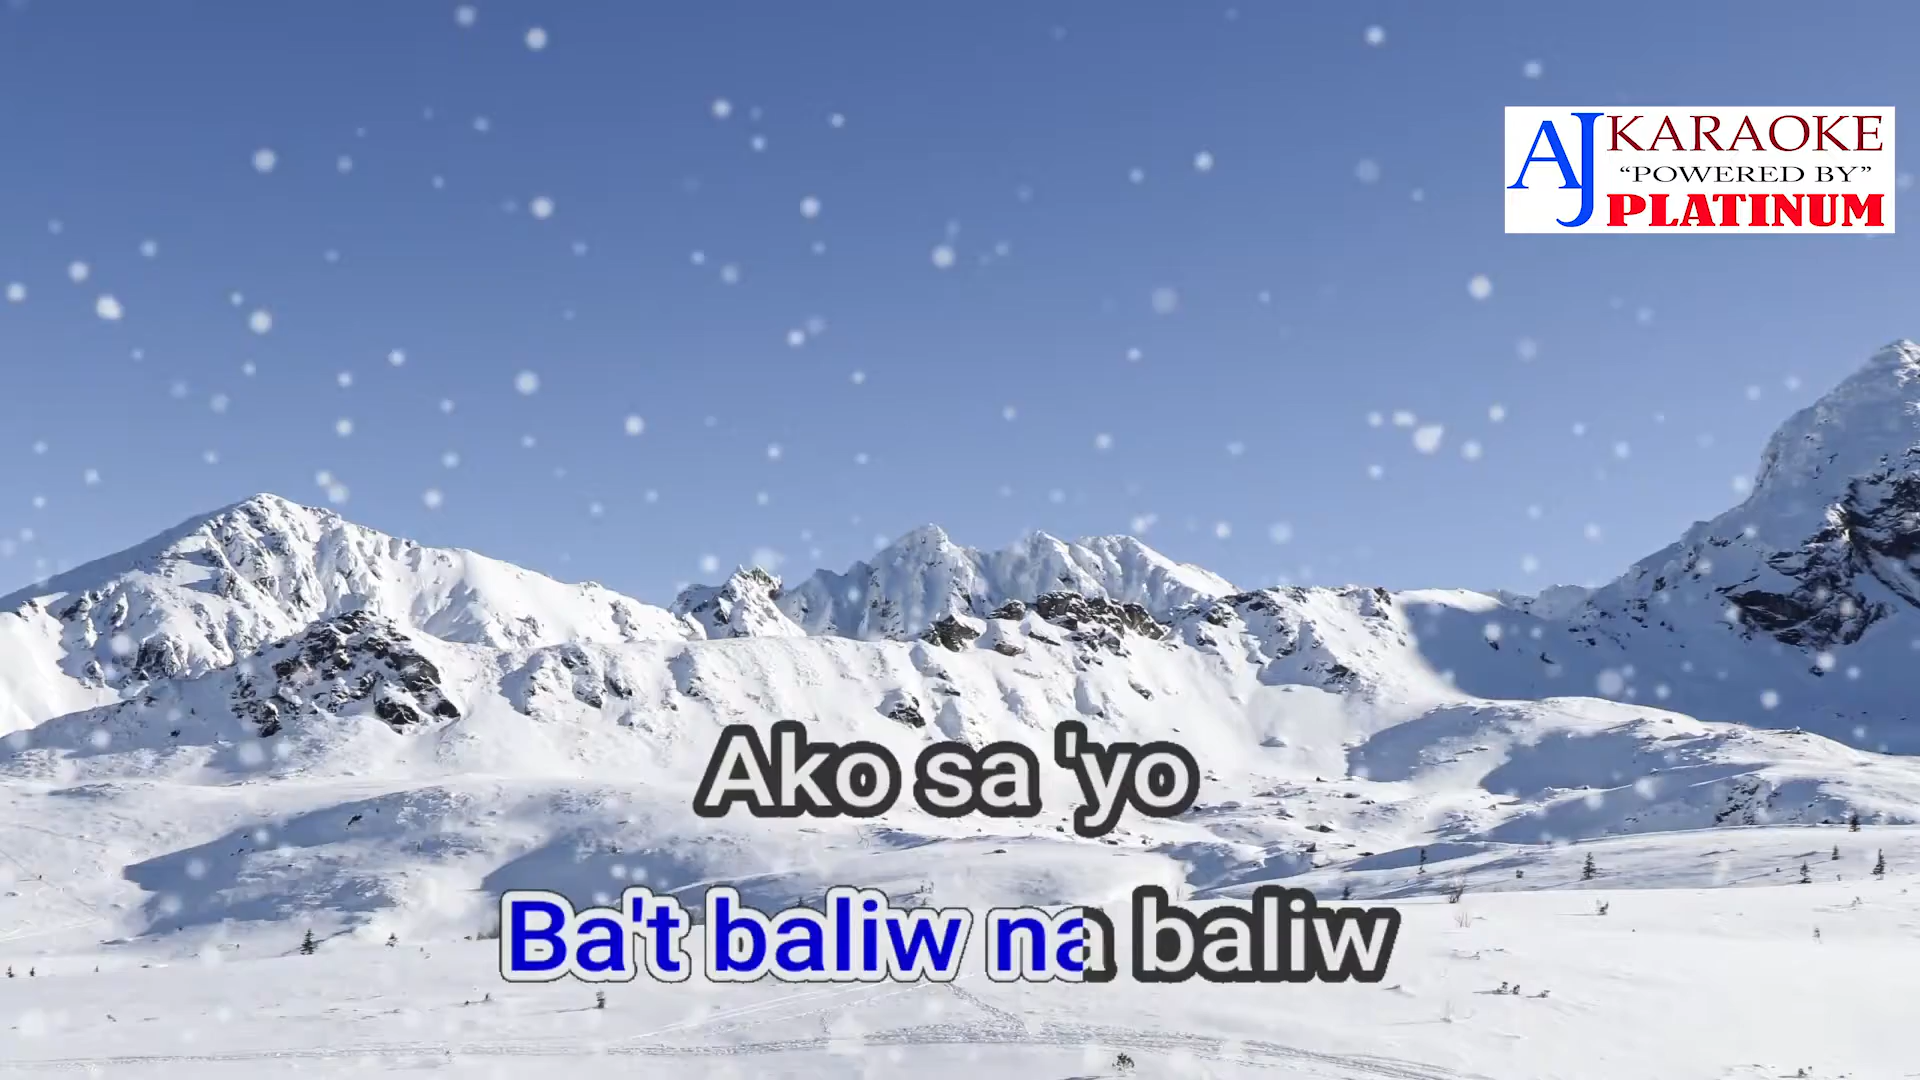 AJ KARAOKE
“POWERED BY”
PLATINUM
Ako sa 'yo
Ba't baliw na baliw